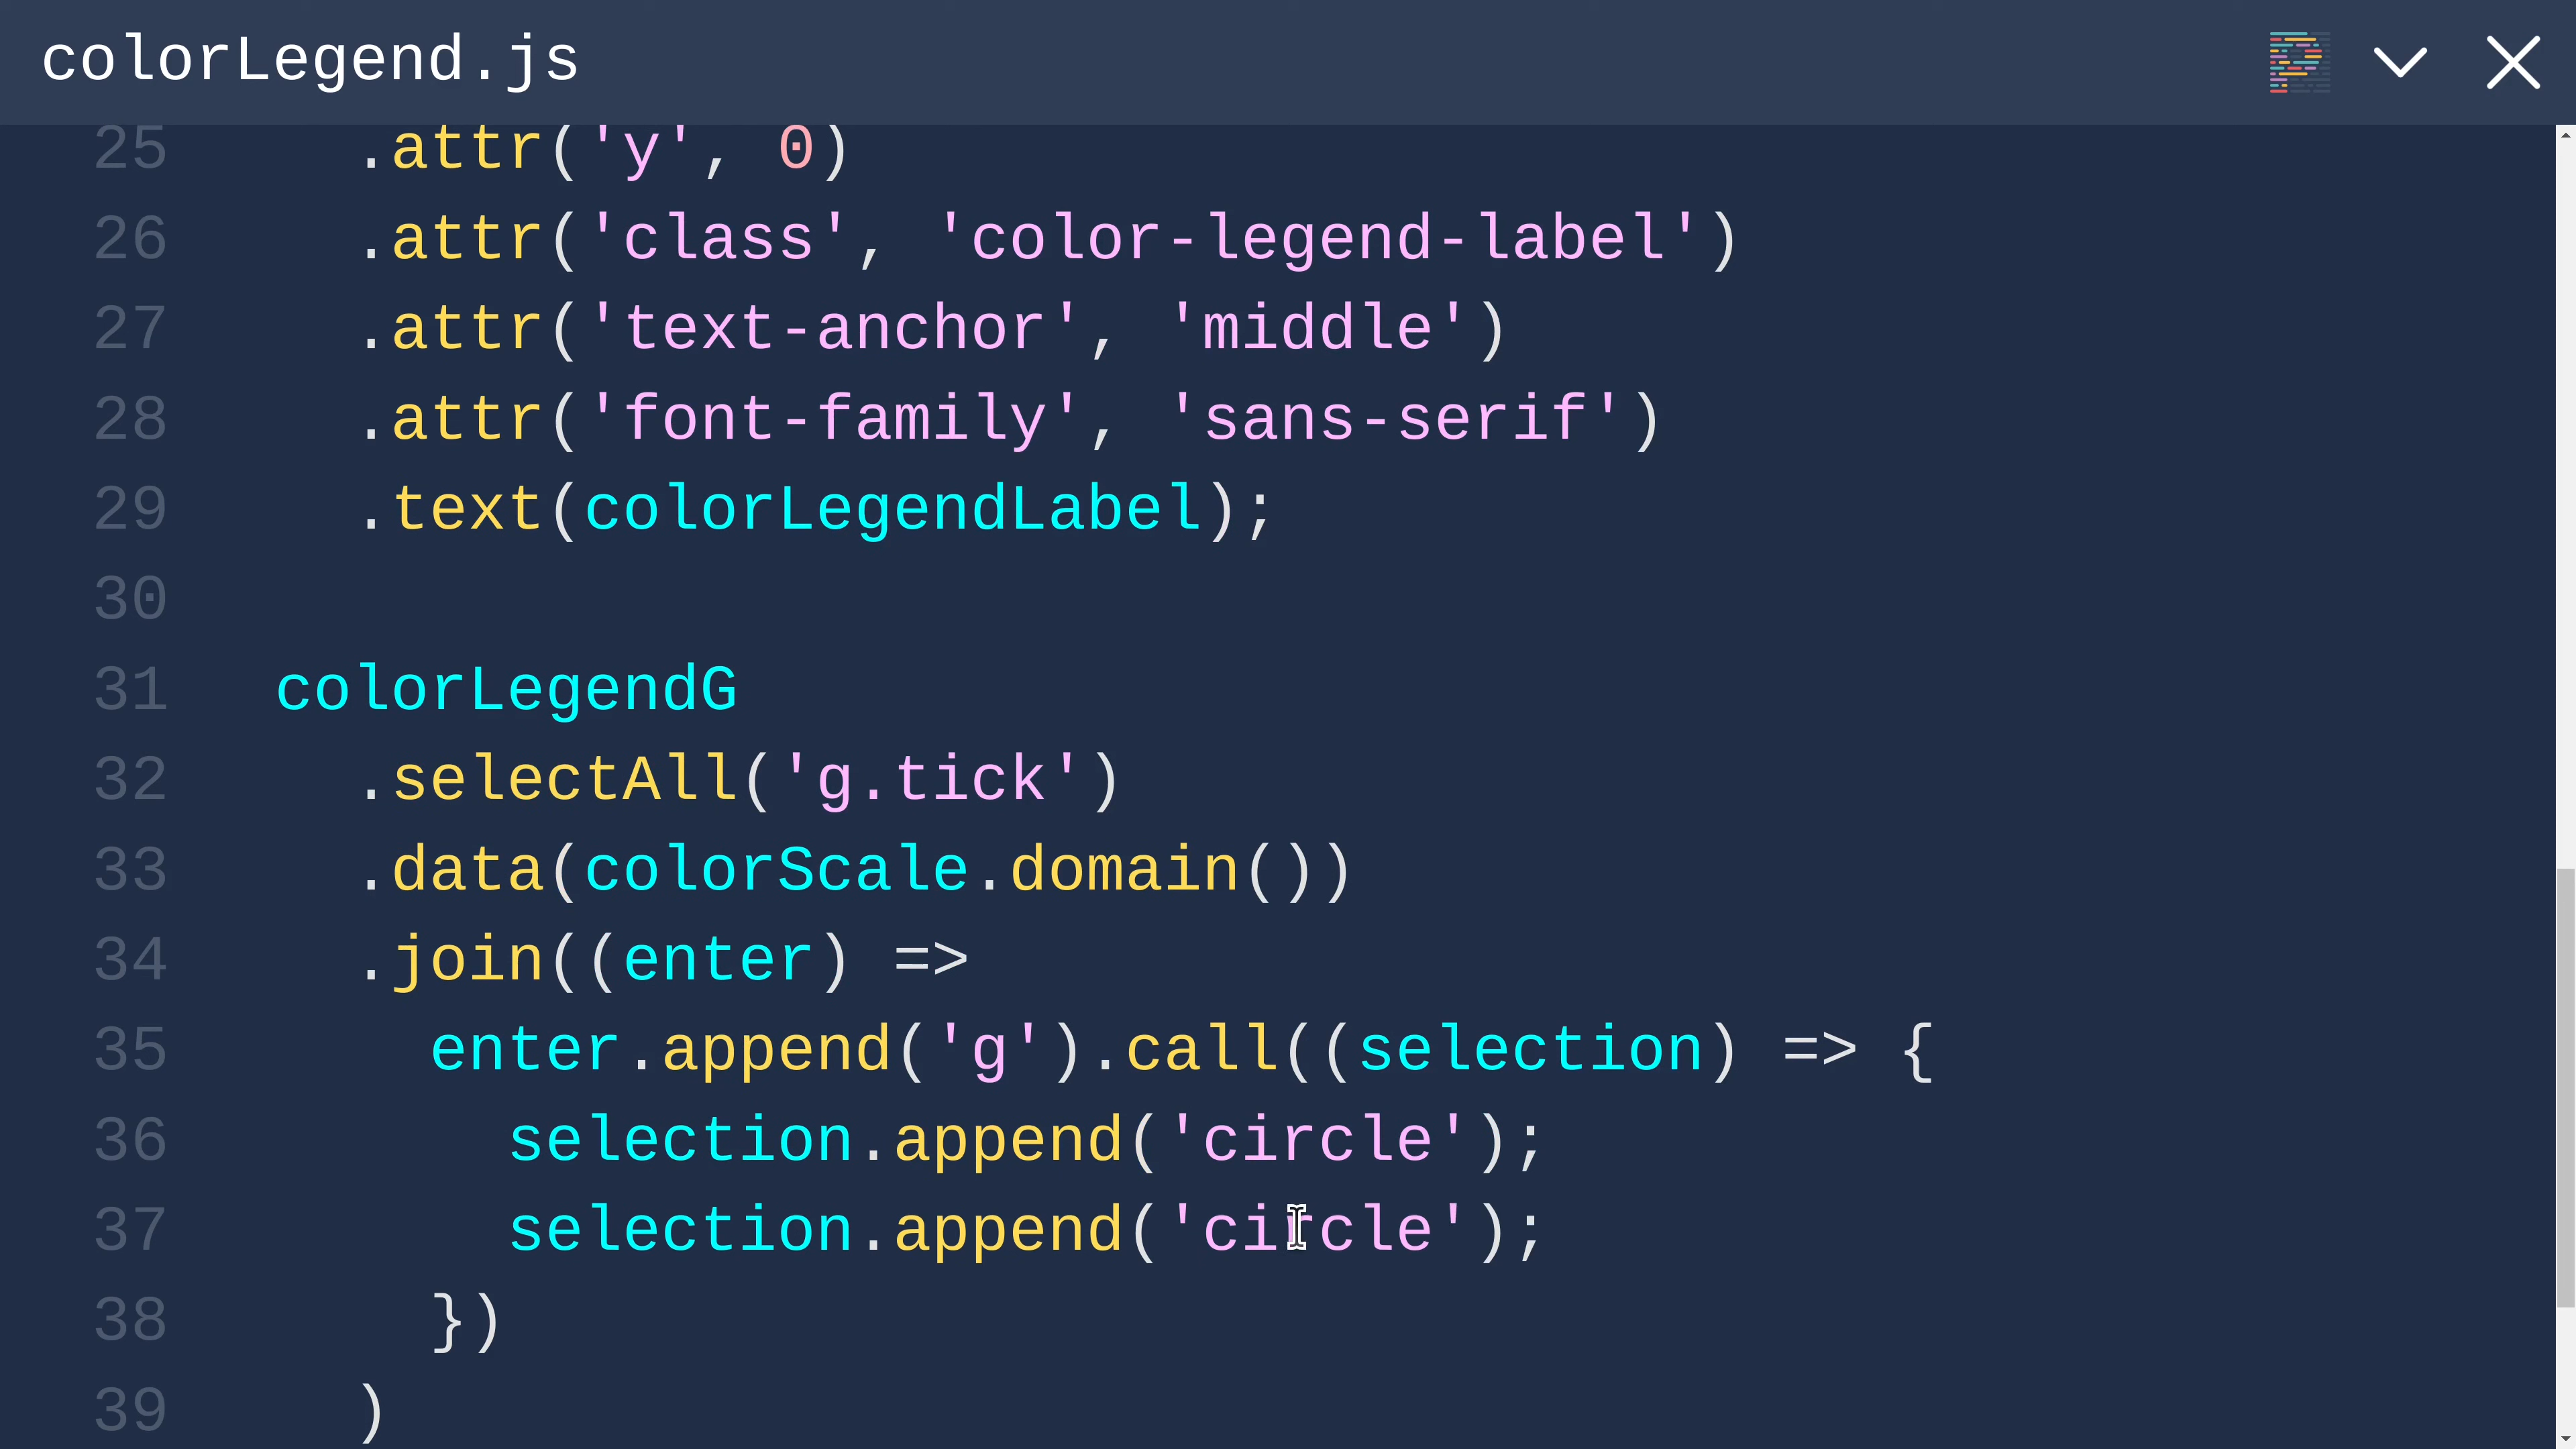 colorLegend.js
25 .attr('y', 0)
26 .attr('class', 'color-legend-label')
27 .attr('text-anchor', 'middle')
28 .attr('font-family', 'sans-serif')
29 .text(colorLegendLabel);
30
31 colorLegendG
32 .selectAll('g.tick')
33 .data(colorScale.domain())
34 .join((enter) =>
35 enter.append('g').call((selection) => {
36 selection.append('circle');
37 selection.append('circle');
38 })
39 )